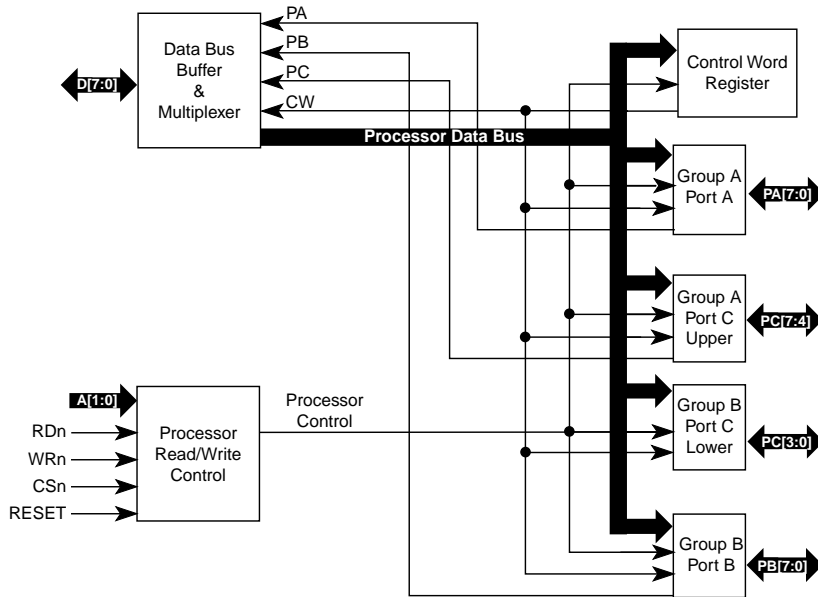 PA
PB
PC
CW
Data Bus
Buffer
&
Multiplexer
D[7:0]
Processor Data Bus
Control Word
Register
Group A
Port A
PA[7:0]
Group A
Port C
Upper
PC[7:4]
Group B
Port C
Lower
PC[3:0]
Group B
Port B
PB[7:0]
A[1:0]
RDn
WRn
CSn
RESET
Processor
Read/Write
Control
Processor
Control